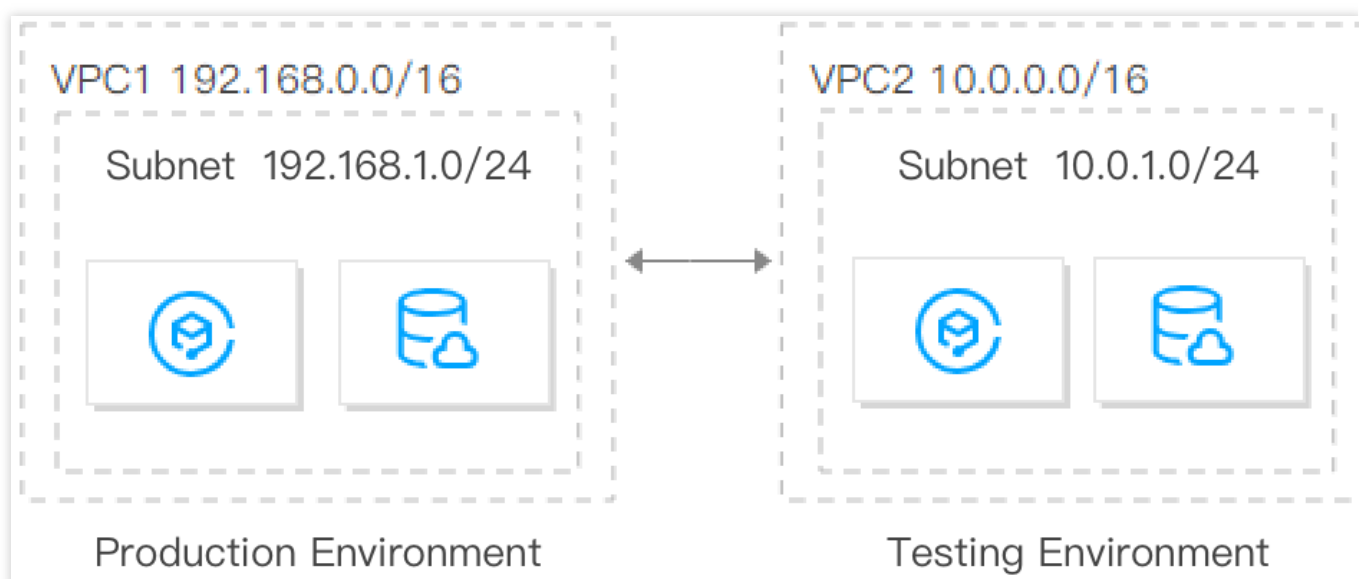 VPC1 192.168.0.0/16
Subnet 192.168.1.0/24
Production Environment
VPC2 10.0.0.0/16
Subnet 10.0.1.0/24
Testing Environment